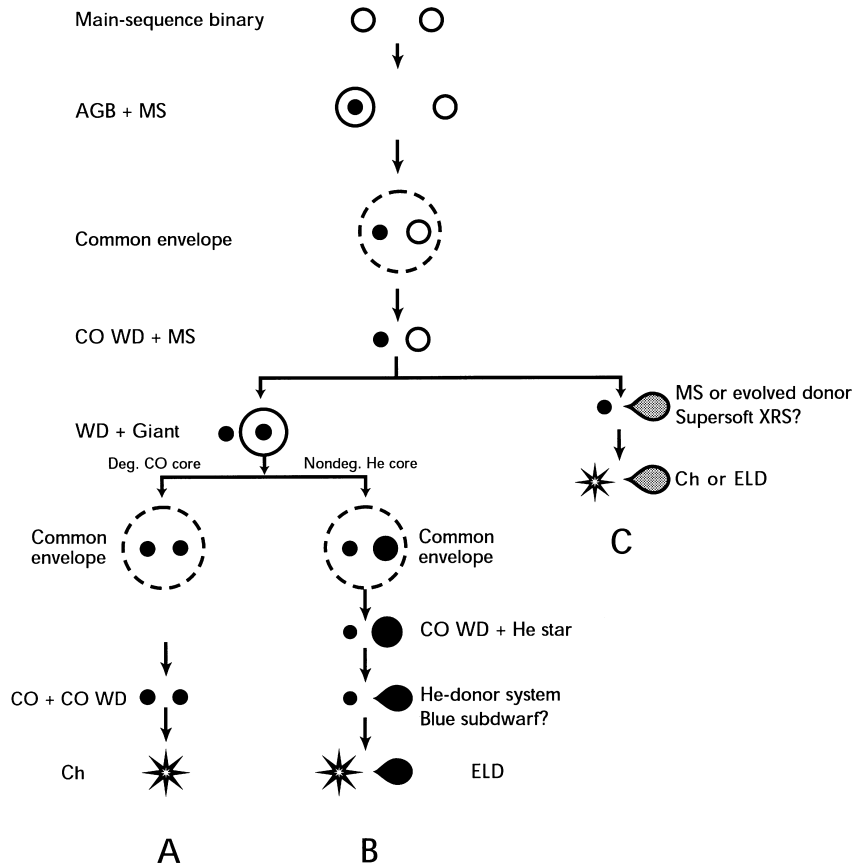 Main-sequence binary
AGB + MS
Common envelope
CO WD + MS
MS or evolved donor
Supersoft XRS?
WD + Giant
Deg. CO core
Nondeg. He core
Ch or ELD
C
Common
envelope
Common
envelope
CO WD + He star
CO + CO WD
He-donor system
Blue subdwarf?
Ch
ELD
A
B